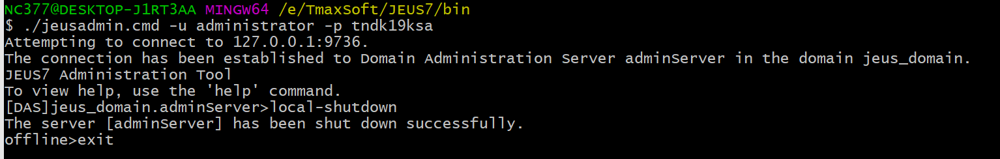 NC377@DESKTOP-J1RT3AA MINGW64 /e/TmaxSoft/JEUS7/bin
$ ./jeusadmin.cmd -u administrator -p tndk19ksa
Attempting to connect to 127.0.0.1:9736.
The connection has been established to Domain Administration Server adminServer in the domain jeus_domain.
JEUS7 Administration Tool
To view help, use the 'help' command.
[DAS]jeus_domain.adminServer>local-shutdown
The server [adminServer] has been shut down successfully.
offline>exit